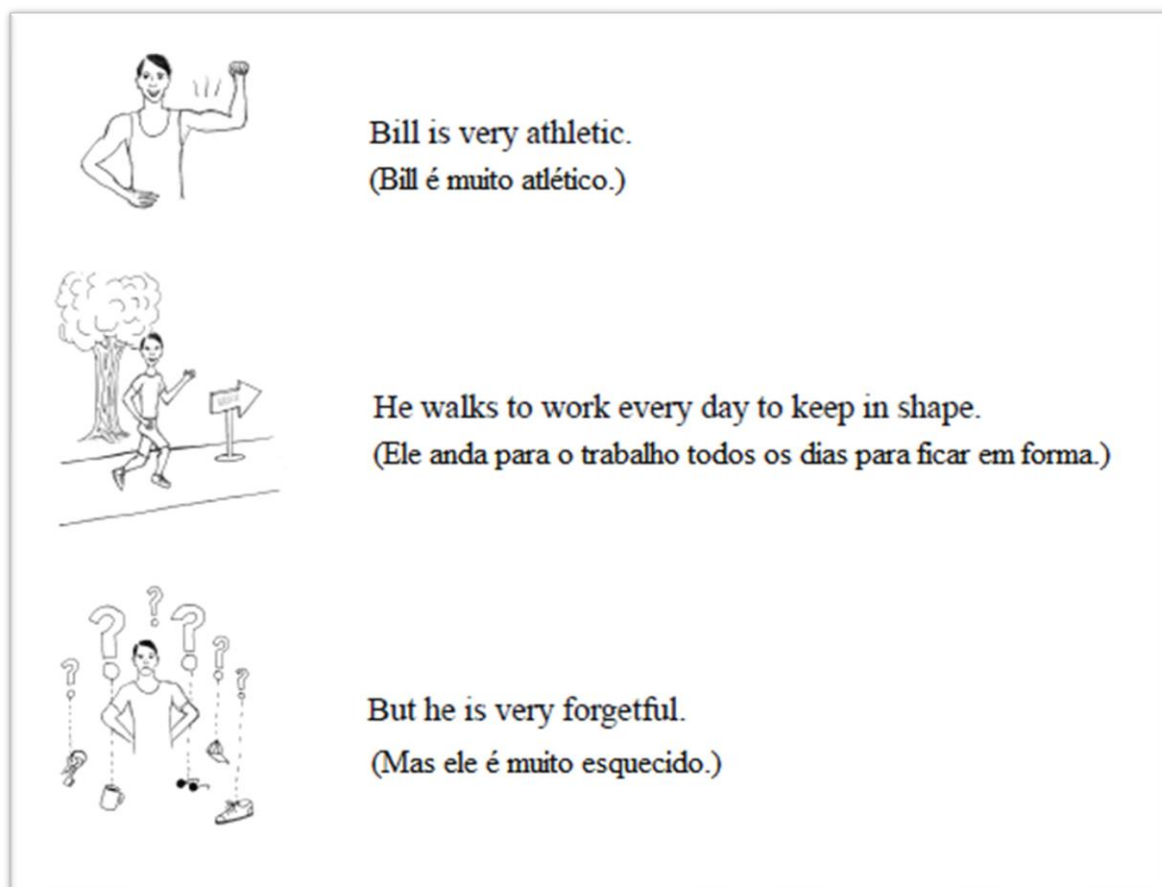 Bill is very athletic.
(Bill é muito atlético.)
He walks to work every day to keep in shape.
(Ele anda para o trabalho todos os dias para ficar em forma.)
? ? ? ? ? ?
But he is very forgetful.
(Mas ele é muito esquecido.)